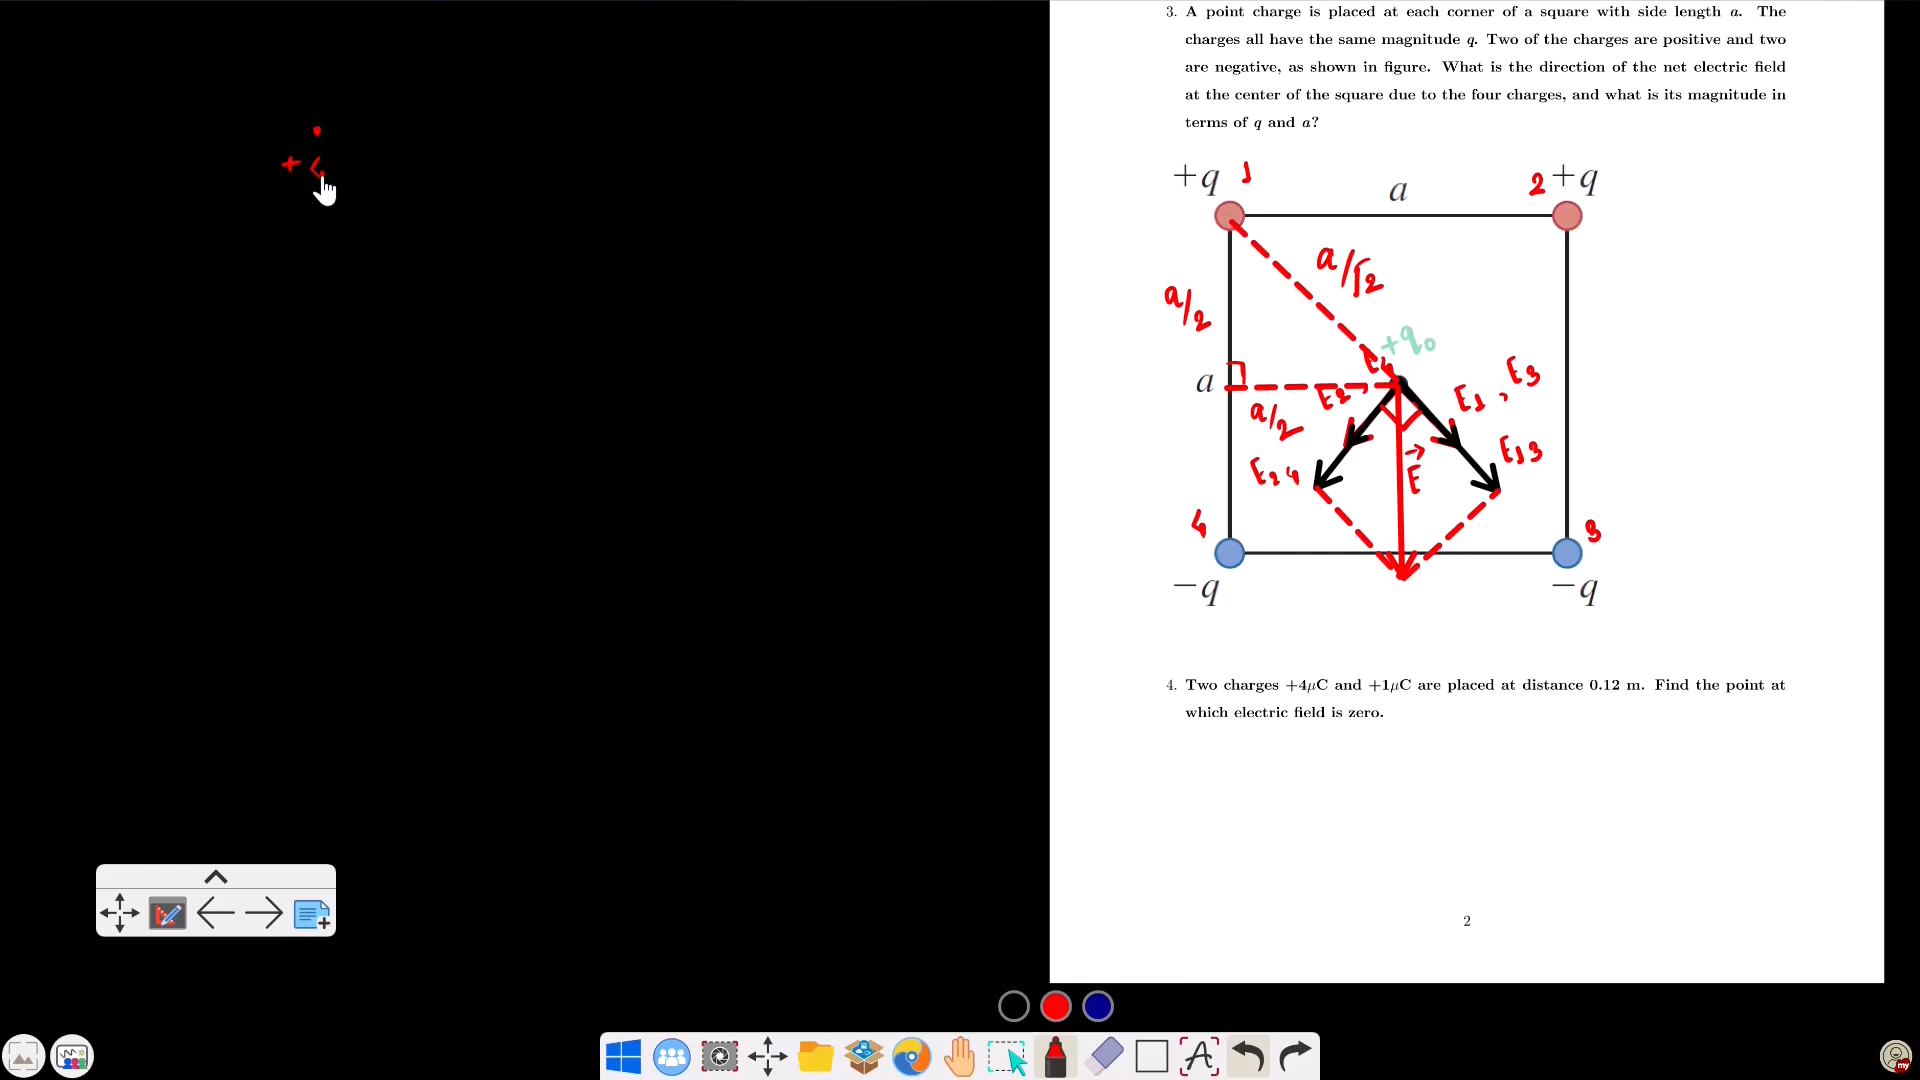 3. A point charge is placed at each corner of a square with side length a. The
charges all have the same magnitude q. Two of the charges are positive and two
are negative, as shown in figure. What is the direction of the net electric field
at the center of the square due to the four charges, and what is its magnitude in
terms of q and a?
+q 1
a
2 +q
a/√2
a/2
+q₀
+4
a
E4
E2,
E1, E3
a/2
E24
E
E13
4
3
−q
−q
4. Two charges +4μC and +1μC are placed at distance 0.12 m. Find the point at
which electric field is zero.
2
my